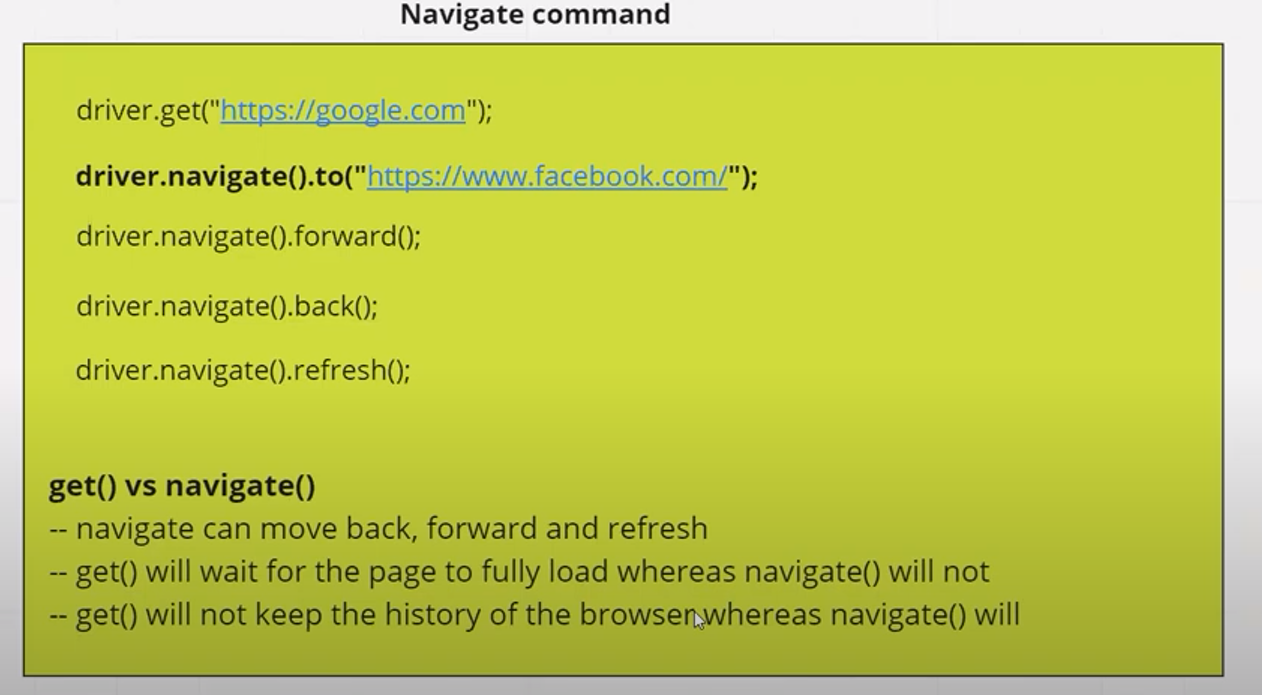 Navigate command
driver.get("https://google.com");
driver.navigate().to("https://www.facebook.com/");
driver.navigate().forward();
driver.navigate().back();
driver.navigate().refresh();
get() vs navigate()
-- navigate can move back, forward and refresh
-- get() will wait for the page to fully load whereas navigate() will not
-- get() will not keep the history of the browser whereas navigate() will